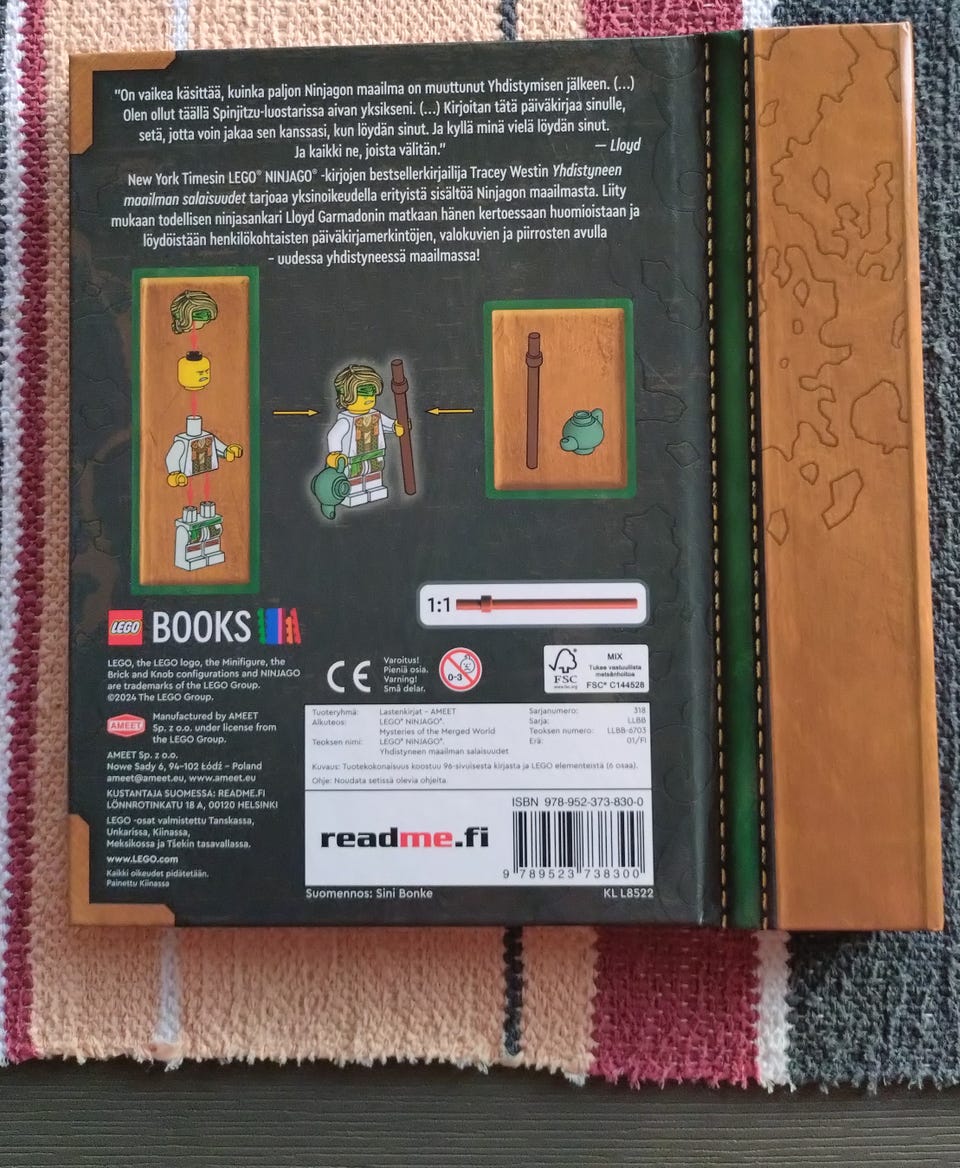 "On vaikea käsittää, kuinka paljon Ninjagon maailma on muuttunut Yhdistymisen jälkeen. (...)
Olen ollut täällä Spinjitzu-luostarissa aivan yksikseni. (...) Kirjoitan tätä päiväkirjaa sinulle,
setä, jotta voin jakaa sen kanssasi, kun löydän sinut. Ja kyllä minä vielä löydän sinut.
Ja kaikki ne, joista välitän."
— Lloyd
New York Timesin LEGO® NINJAGO® -kirjojen bestsellerkirjailija Tracey Westin Yhdistyneen
maailman salaisuudet tarjoaa yksinoikeudella erityistä sisältöä Ninjagon maailmasta. Liity
mukaan todellisen ninjasankari Lloyd Garmadonin matkaan hänen kertoessaan huomioistaan ja
löydöistään henkilökohtaisten päiväkirjamerkintöjen, valokuvien ja piirrosten avulla
– uudessa yhdistyneessä maailmassa!
1:1
LEGO BOOKS
LEGO, the LEGO logo, the Minifigure, the
Brick and Knob configurations and NINJAGO
are trademarks of the LEGO Group.
©2024 The LEGO Group.
AMEET
Manufactured by AMEET
Sp. z o.o. under license from
the LEGO Group.
AMEET Sp. z o.o.
Nowe Sady 6, 94-102 Łódź – Poland
ameet@ameet.eu, www.ameet.eu
KUSTANTAJA SUOMESSA: README.FI
LÖNNROTINKATU 18 A, 00120 HELSINKI
LEGO -osat valmistettu Tanskassa,
Unkarissa, Kiinassa,
Meksikossa ja Tšekin tasavallassa.
www.LEGO.com
Kaikki oikeudet pidätetään.
Painettu Kiinassa
CE
Varoitus!
Pieniä osia.
Varning!
Små delar.
0-3
FSC
www.fsc.org
MIX
Tukee vastuullista
metsänhoitoa
FSC® C144528
Tuoteryhmä: Lastenkirjat – AMEET
Alkuteos: LEGO® NINJAGO®.
Mysteries of the Merged World
Teoksen nimi: LEGO® NINJAGO®.
Yhdistyneen maailman salaisuudet
Sarjanumero: 318
Sarja: LLBB
Teoksen numero: LLBB-6703
Erä: 01/FI
Kuvaus: Tuotekokonaisuus koostuu 96-sivuisesta kirjasta ja LEGO elementeistä (6 osaa).
Ohje: Noudata setissä olevia ohjeita.
readme.fi
ISBN 978-952-373-830-0
9 789523 738300
Suomennos: Sini Bonke
KL L8522